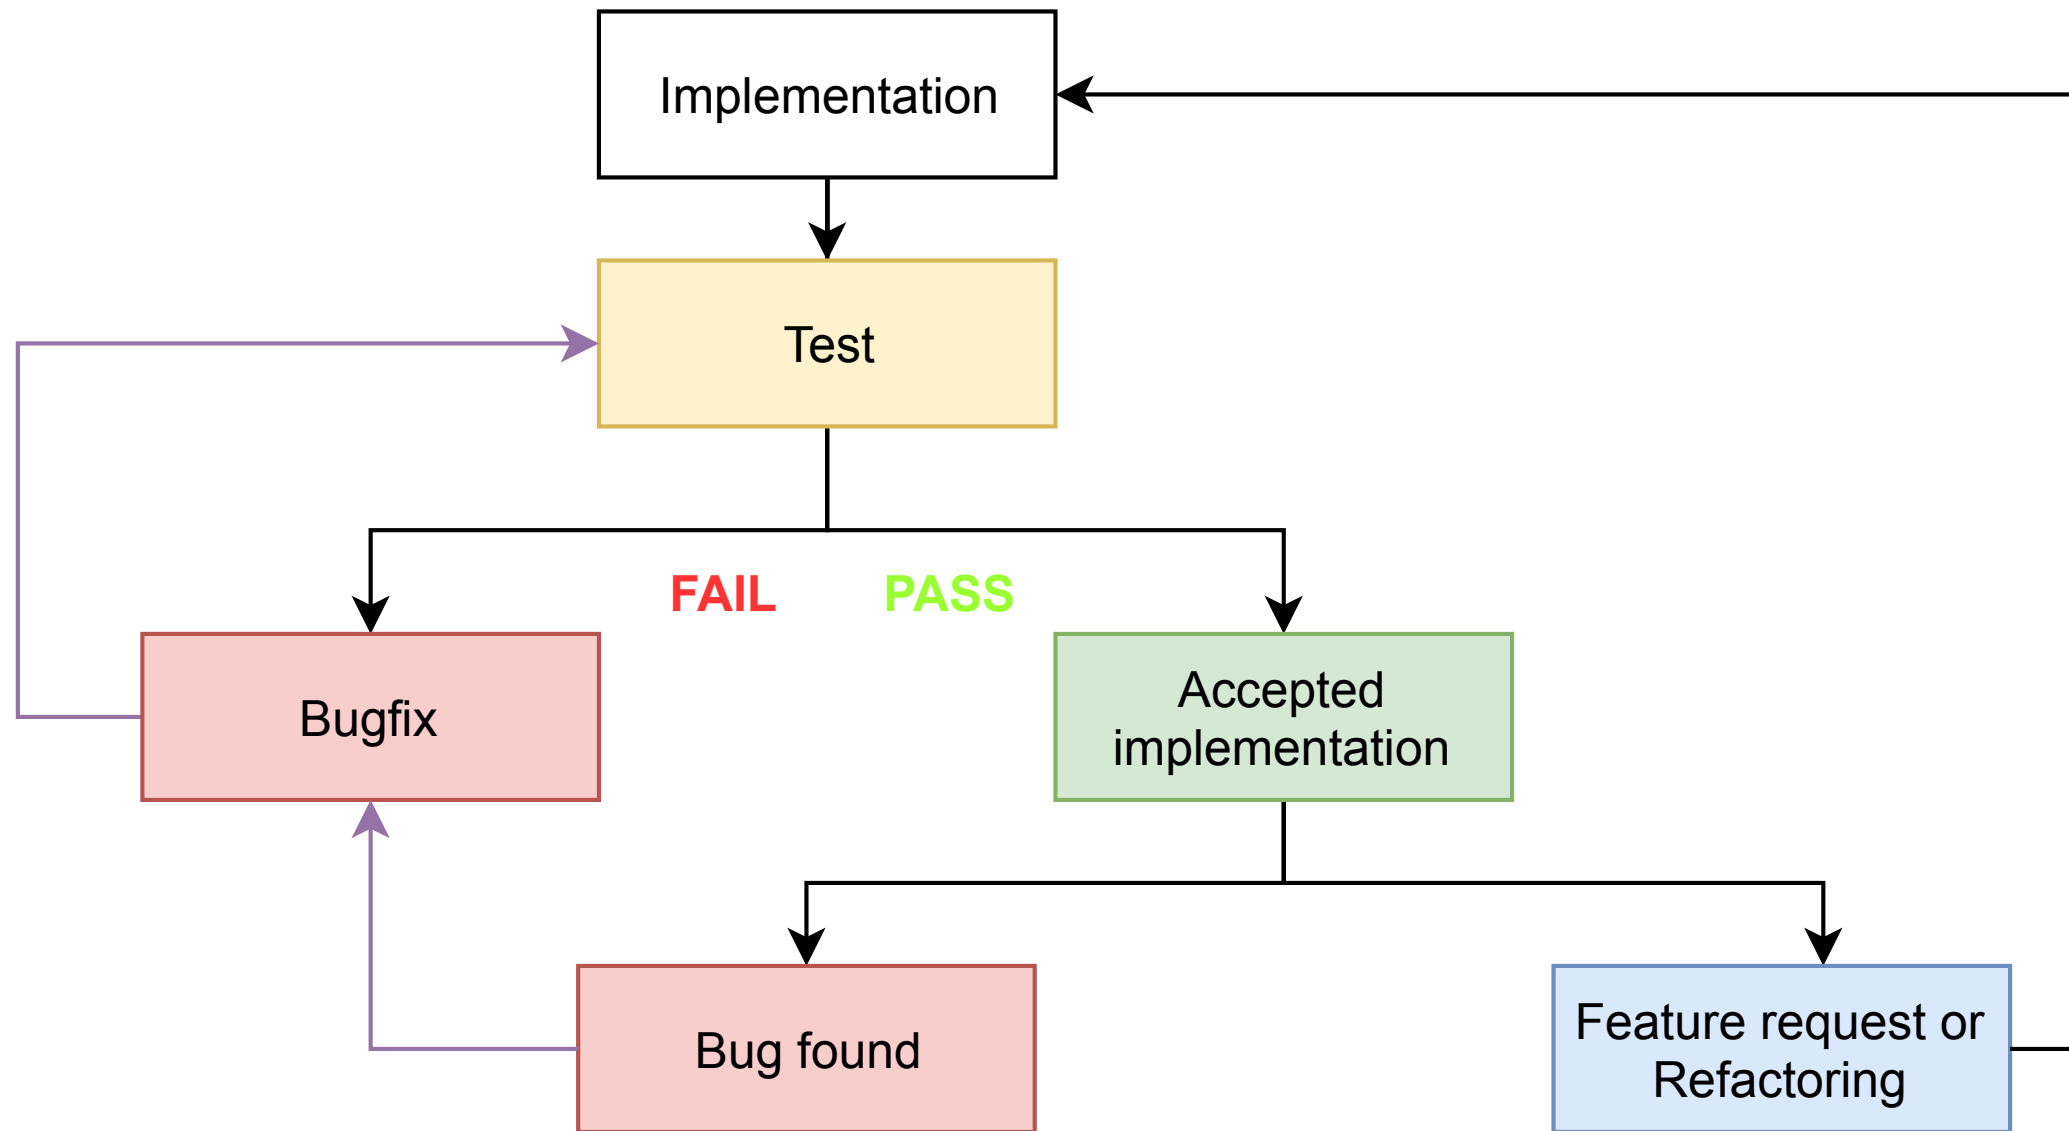 Implementation
Test
FAIL
PASS
Bugfix
Accepted
implementation
Bug found
Feature request or
Refactoring